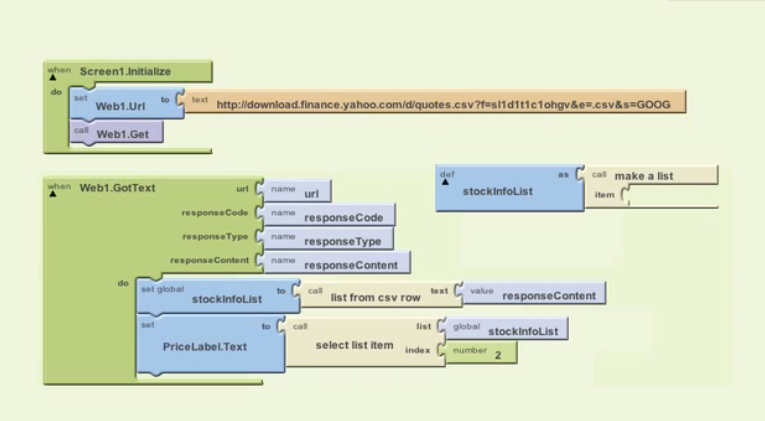 when Screen1.Initialize
do set Web1.Url to text http://download.finance.yahoo.com/d/quotes.csv?f=sl1d1t1c1ohgv&e=.csv&s=GOOG
call Web1.Get
def stockInfoList as call make a list
item
when Web1.GotText url name url
responseCode name responseCode
responseType name responseType
responseContent name responseContent
do set global stockInfoList to call list from csv row text value responseContent
set PriceLabel.Text to call select list item list global stockInfoList
index number 2